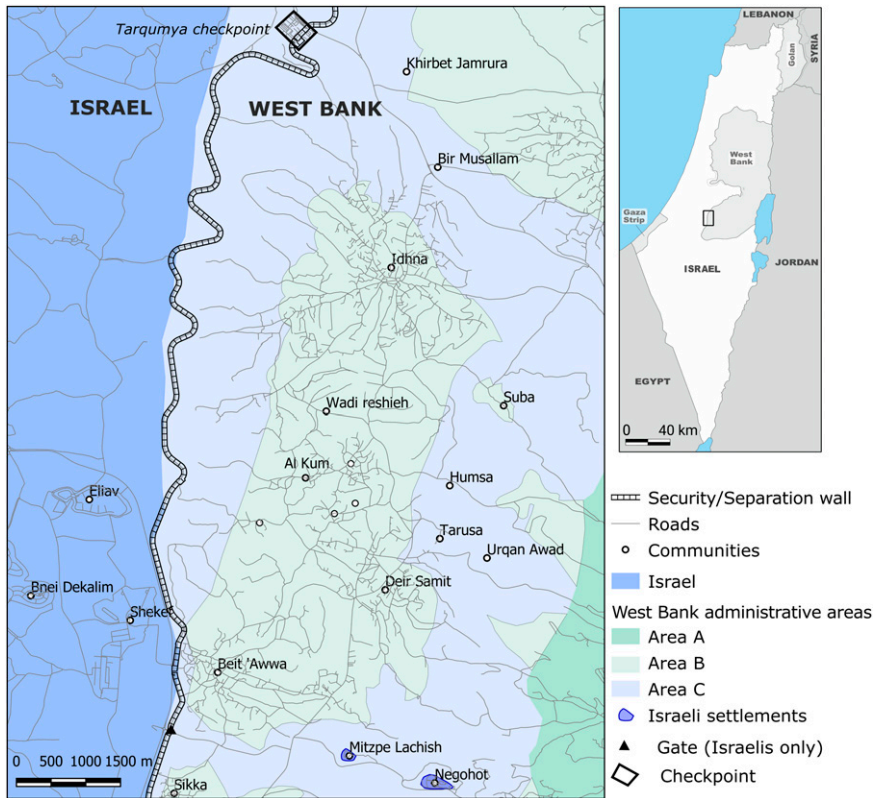 Tarqumya checkpoint
Khirbet Jamrura
ISRAEL
WEST BANK
Bir Musallam
Idhna
Wadi reshieh
Suba
Al Kum
Humsa
Eliav
Tarusa
Urqan Awad
Bnei Dekalim
Deir Samit
Shekef
Beit 'Awwa
Mitzpe Lachish
Negohot
Sikka
0 500 1000 1500 m
LEBANON
Golan
SYRIA
West
Bank
Gaza
Strip
ISRAEL
JORDAN
EGYPT
0 40 km
Security/Separation wall
Roads
Communities
Israel
West Bank administrative areas
Area A
Area B
Area C
Israeli settlements
Gate (Israelis only)
Checkpoint